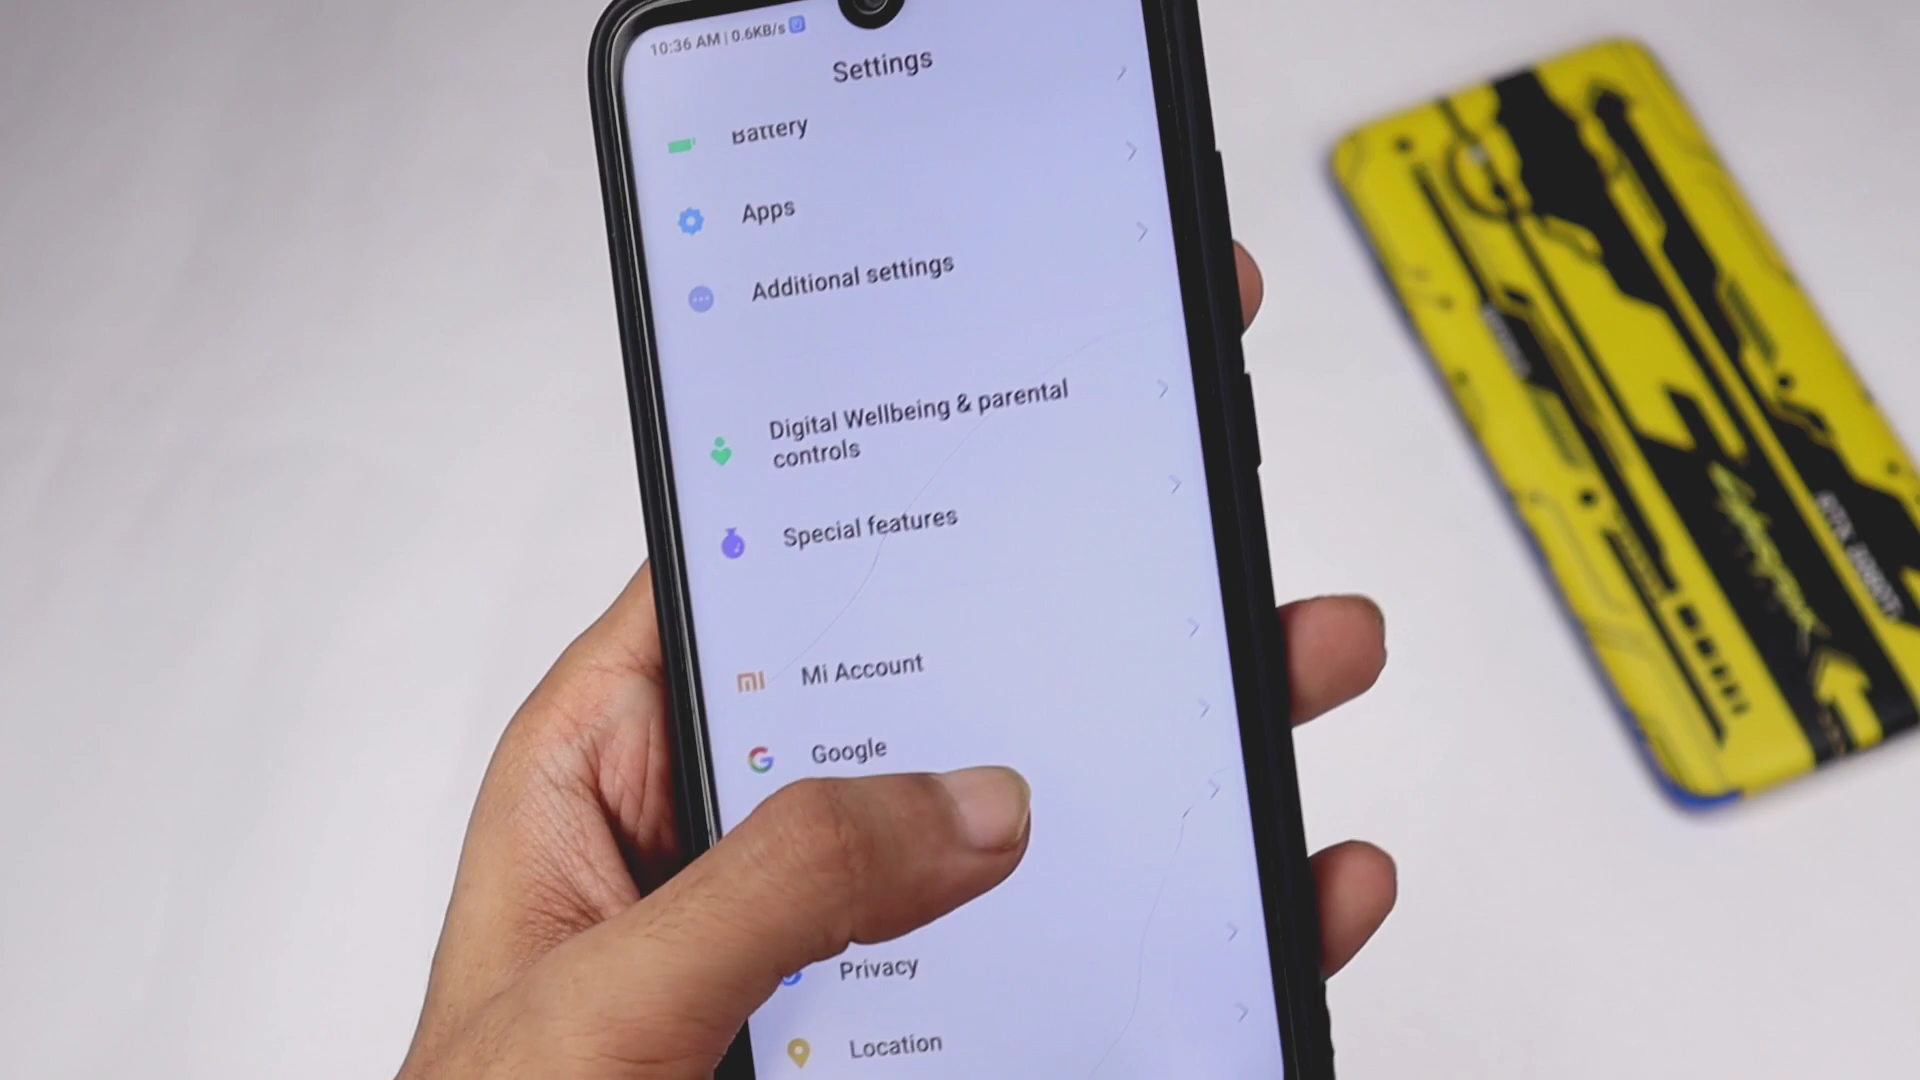 10:36 AM | 0.6KB/s
Settings
Battery
Apps
Additional settings
Digital Wellbeing & parental
controls
Special features
mi Mi Account
G Google
Privacy
Location